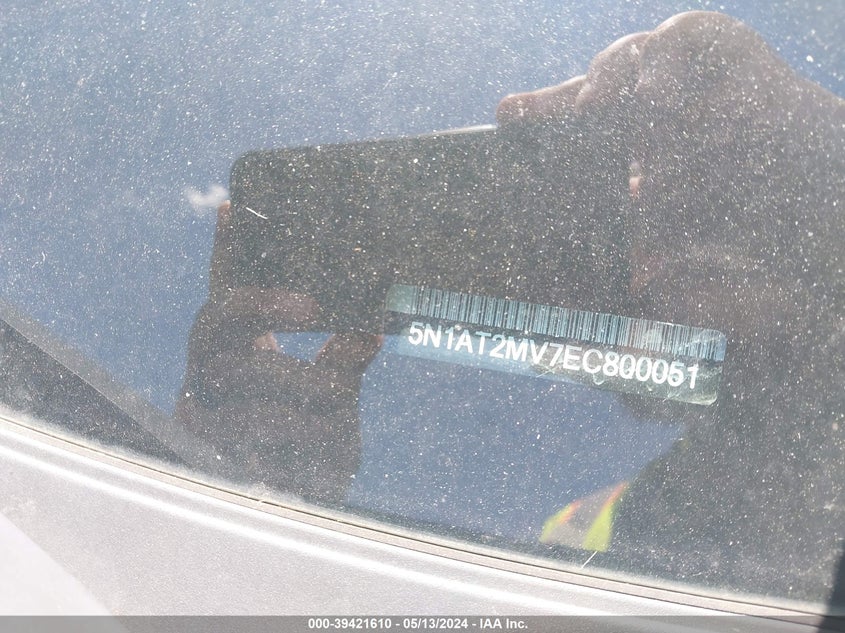 5N1AT2MV7EC800051
000-39421610 - 05/13/2024 - IAA Inc.